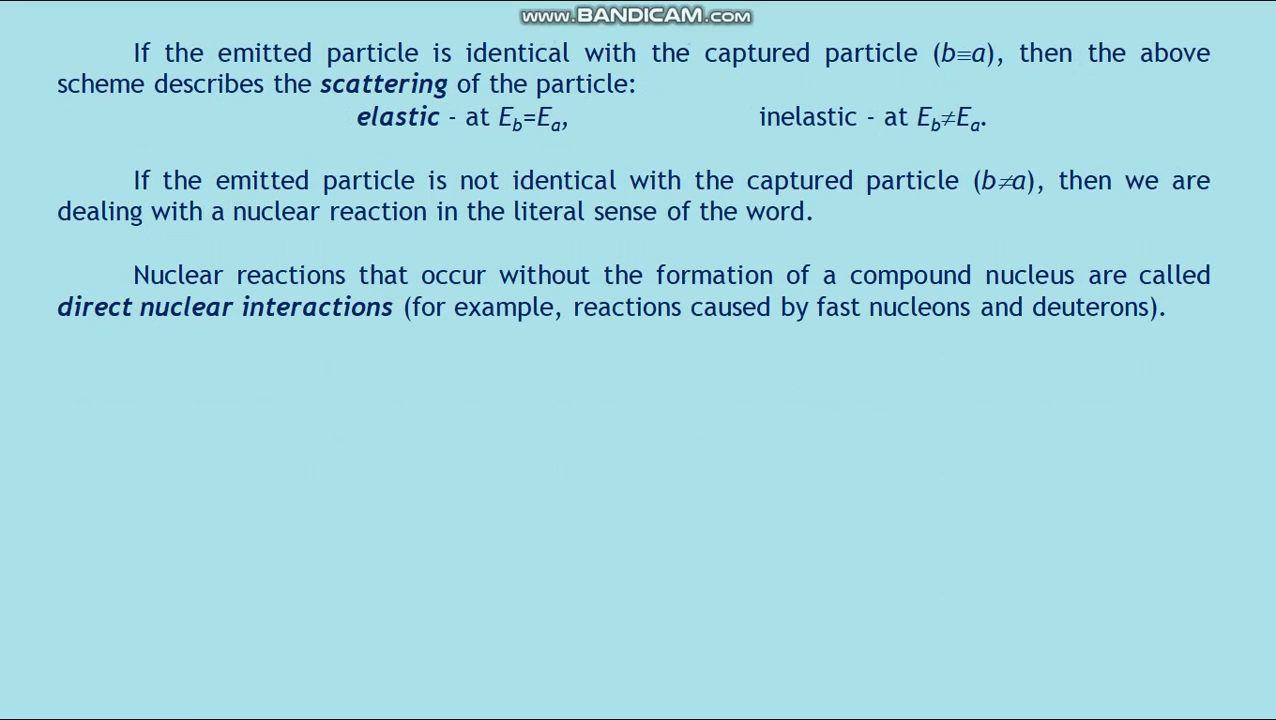 www.BANDICAM.com
If the emitted particle is identical with the captured particle (b≡a), then the above
scheme describes the scattering of the particle:
elastic - at Eb=Ea, inelastic - at Eb≠Ea.
If the emitted particle is not identical with the captured particle (b≠a), then we are
dealing with a nuclear reaction in the literal sense of the word.
Nuclear reactions that occur without the formation of a compound nucleus are called
direct nuclear interactions (for example, reactions caused by fast nucleons and deuterons).